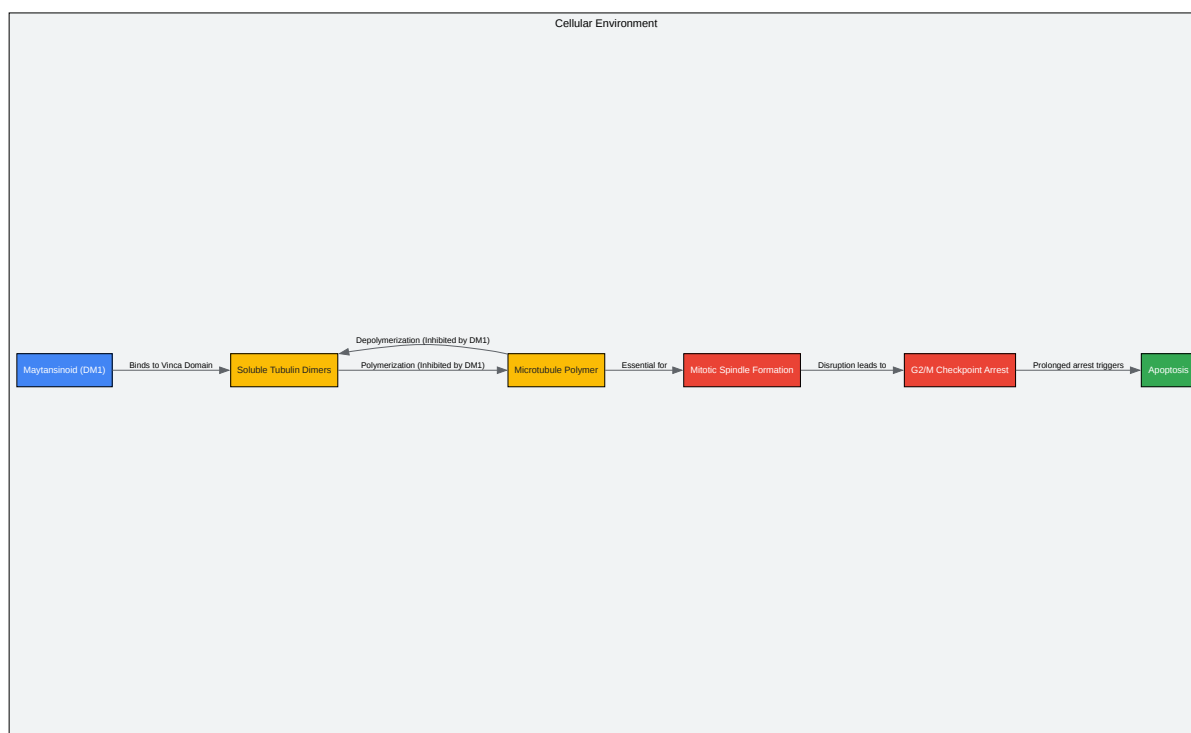 Cellular Environment
Depolymerization (Inhibited by DM1)
Maytansinoid (DM1)
Binds to Vinca Domain
Soluble Tubulin Dimers
Polymerization (Inhibited by DM1)
Microtubule Polymer
Essential for
Mitotic Spindle Formation
Disruption leads to
G2/M Checkpoint Arrest
Prolonged arrest triggers
Apoptosis